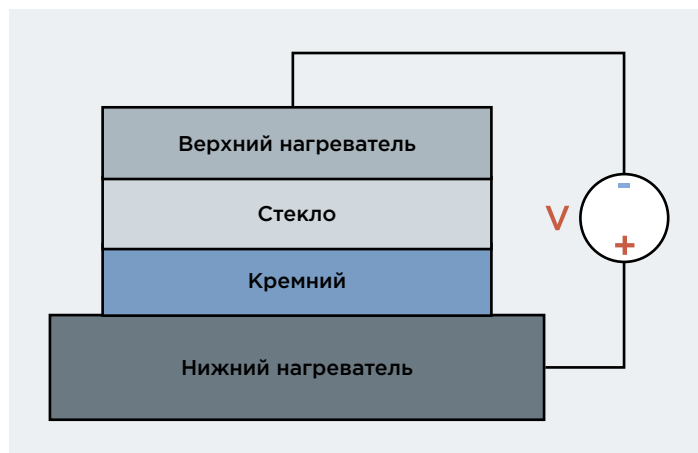 Верхний нагреватель
Стекло
Кремний
Нижний нагреватель
V
-
+